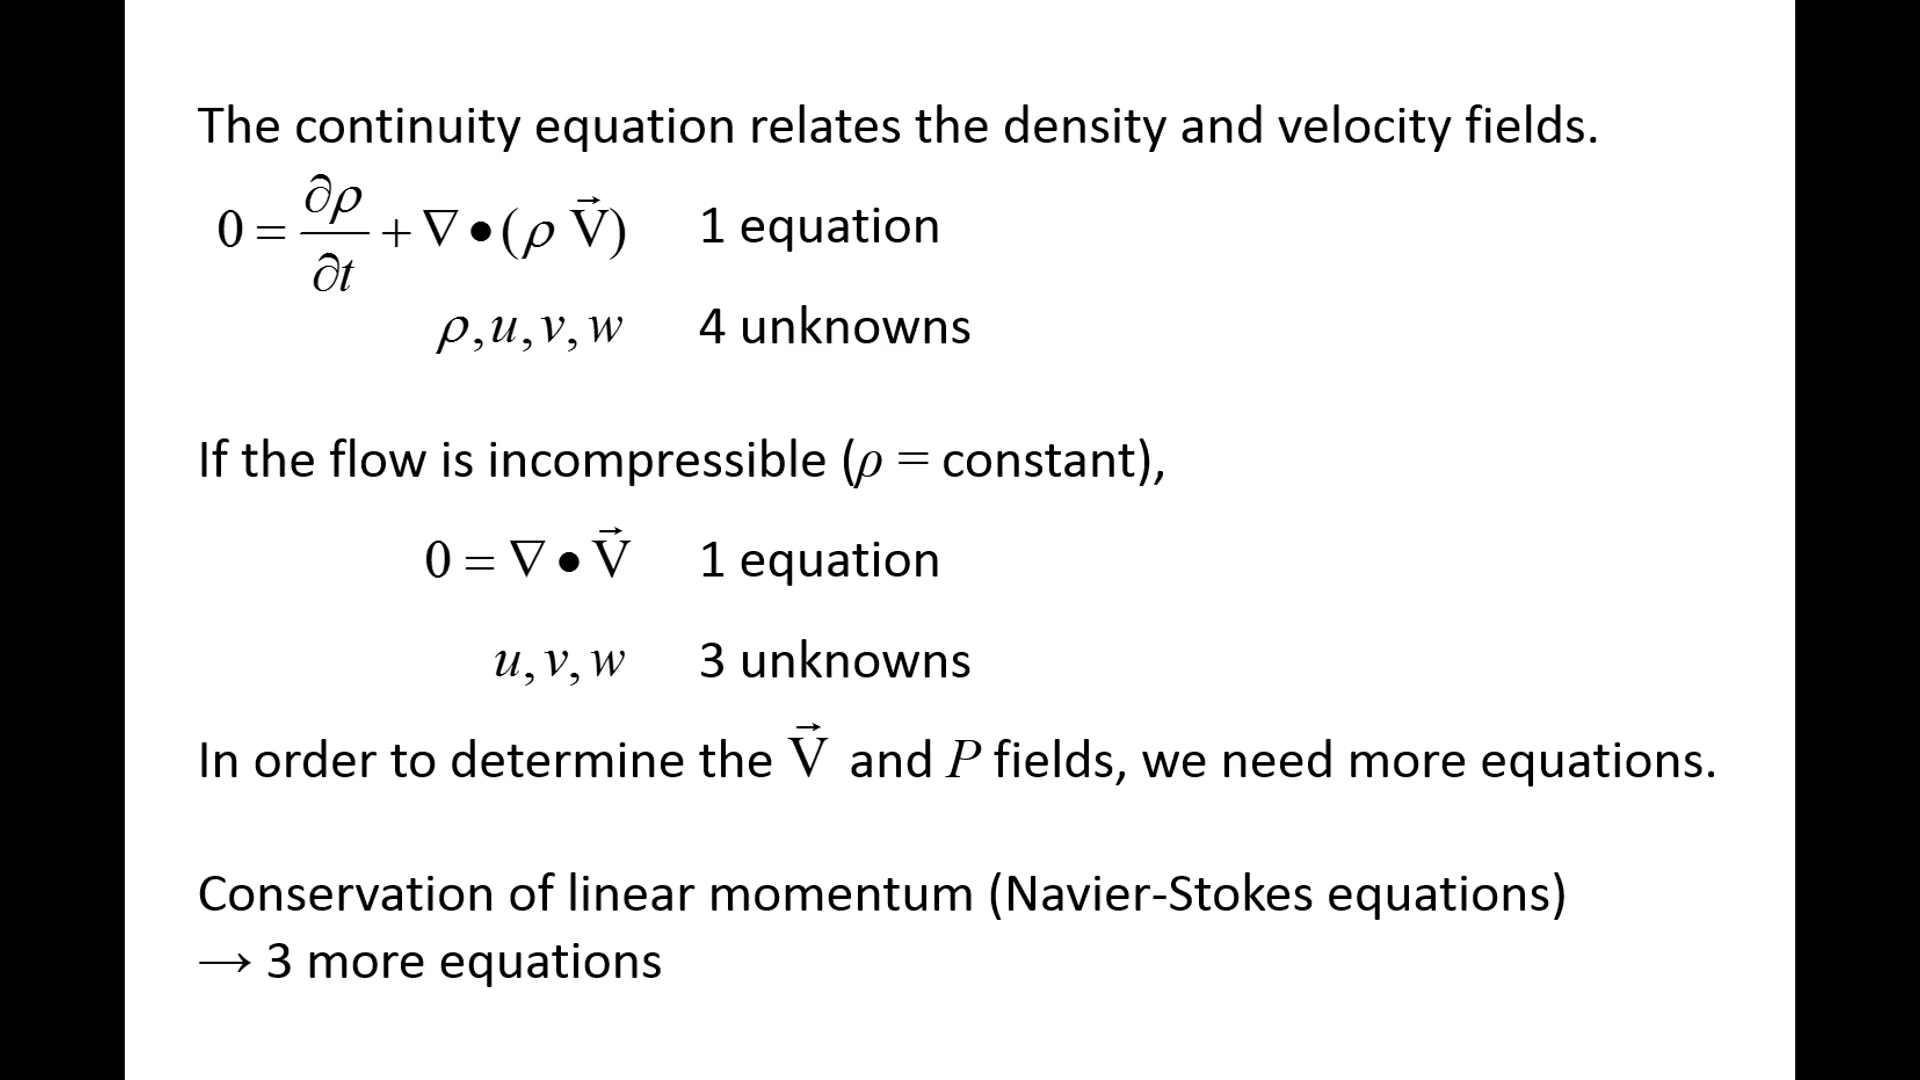 The continuity equation relates the density and velocity fields.
0 = ∂ρ/∂t + ∇ • (ρ V⃗) 1 equation
ρ, u, v, w 4 unknowns
If the flow is incompressible (ρ = constant),
0 = ∇ • V⃗ 1 equation
u, v, w 3 unknowns
In order to determine the V⃗ and P fields, we need more equations.
Conservation of linear momentum (Navier-Stokes equations)
→ 3 more equations